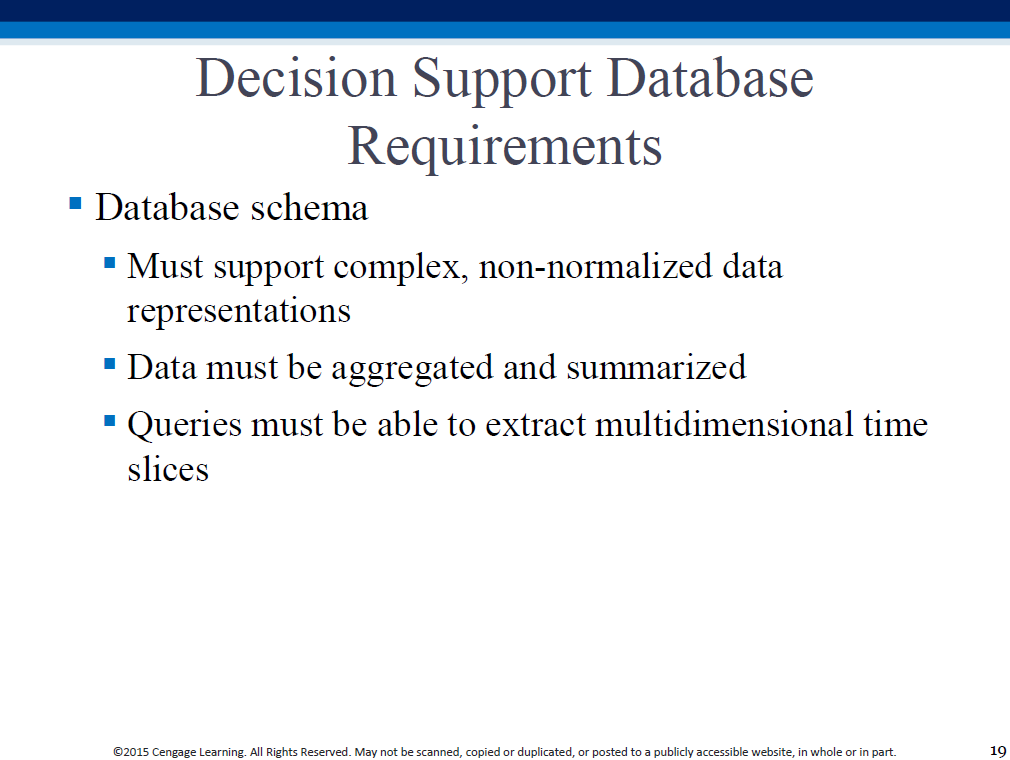 Decision Support Database
Requirements
Database schema
Must support complex, non-normalized data
representations
Data must be aggregated and summarized
Queries must be able to extract multidimensional time
slices
©2015 Cengage Learning. All Rights Reserved. May not be scanned, copied or duplicated, or posted to a publicly accessible website, in whole or in part.
19